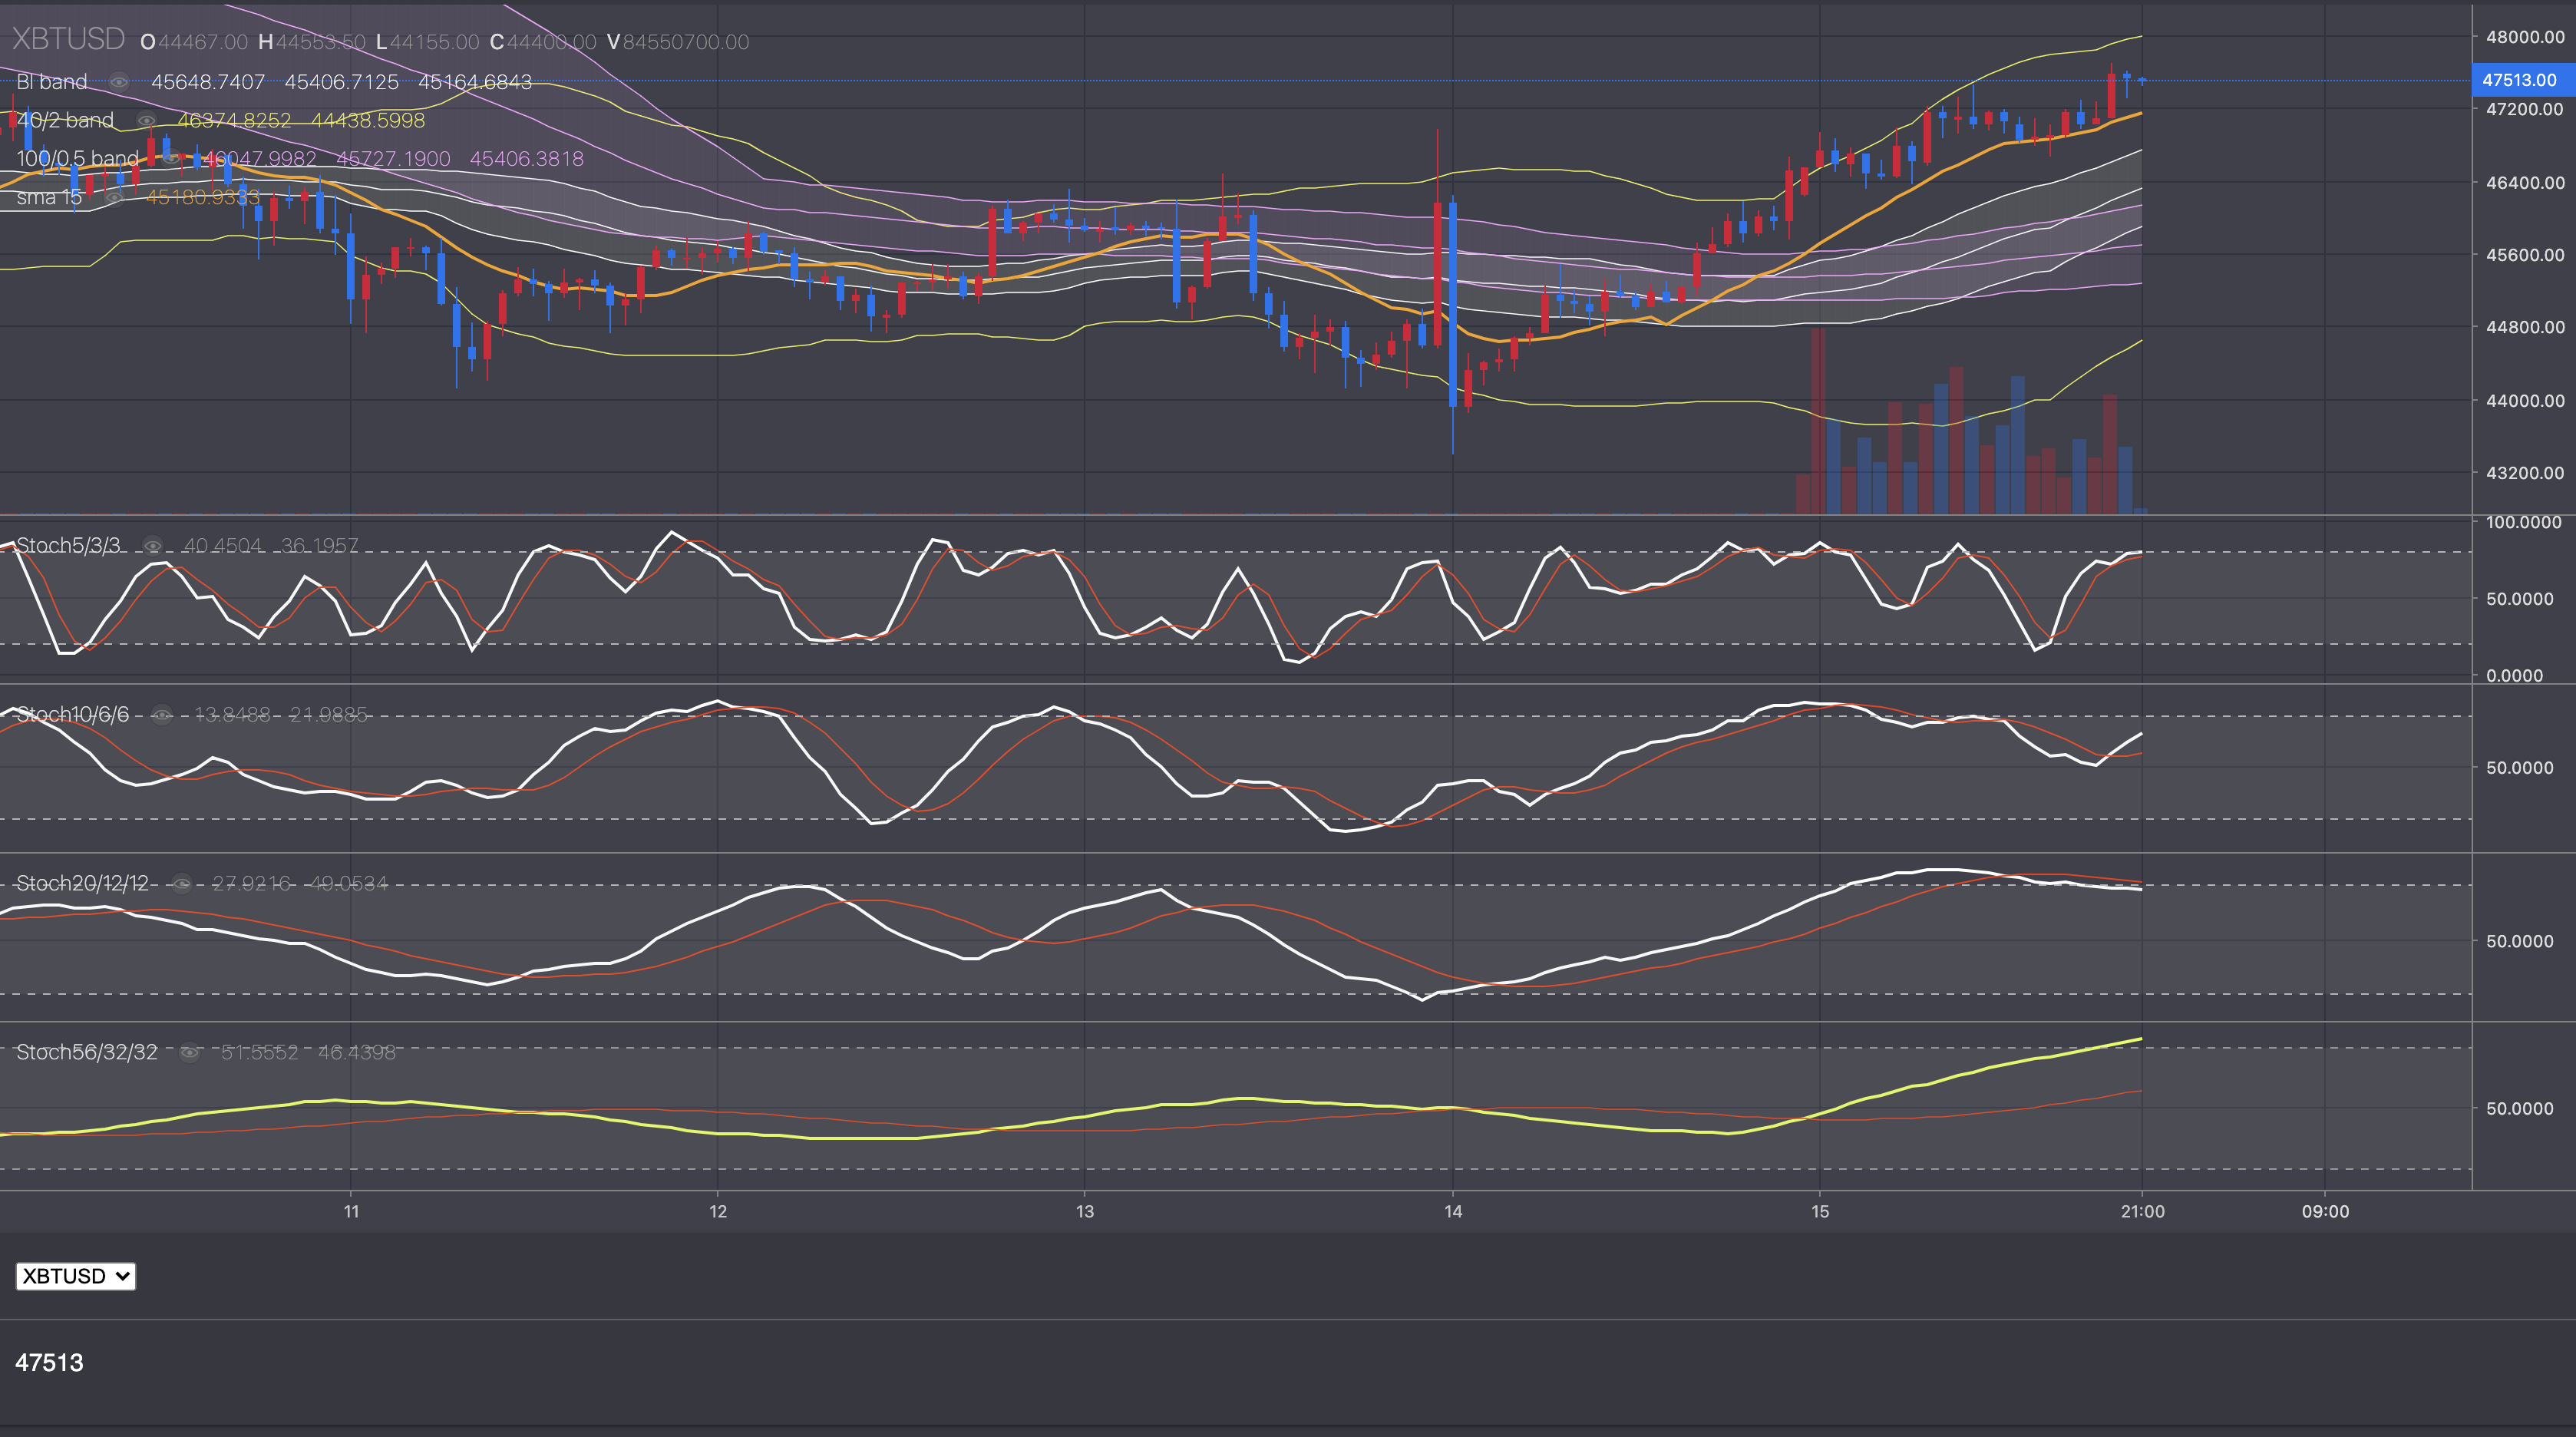 XBTUSD O44467.00 H44553.50 L44155.00 C44400.00 V84550700.00
Bl band 45648.7407 45406.7125 45164.6843
40/2 band 46374.8252 44438.5998
100/0.5 band 46047.9982 45727.1900 45406.3818
sma 15 45180.9333
48000.00
47513.00
47200.00
46400.00
45600.00
44800.00
44000.00
43200.00
Stoch5/3/3 40.4504 36.1957
100.0000
50.0000
0.0000
Stoch10/6/6 13.8488 21.9885
50.0000
Stoch20/12/12 27.9216 49.0534
50.0000
Stoch56/32/32 51.5552 46.4398
50.0000
11 12 13 14 15 21:00 09:00
XBTUSD
47513